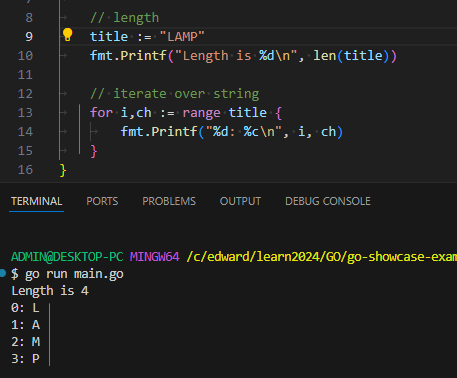 8 // length
9 title := "LAMP"
10 fmt.Printf("Length is %d\n", len(title))
11
12 // iterate over string
13 for i,ch := range title {
14 fmt.Printf("%d: %c\n", i, ch)
15 }
16 }
TERMINAL PORTS PROBLEMS OUTPUT DEBUG CONSOLE
ADMIN@DESKTOP-PC MINGW64 /c/edward/learn2024/GO/go-showcase-exam
$ go run main.go
Length is 4
0: L
1: A
2: M
3: P